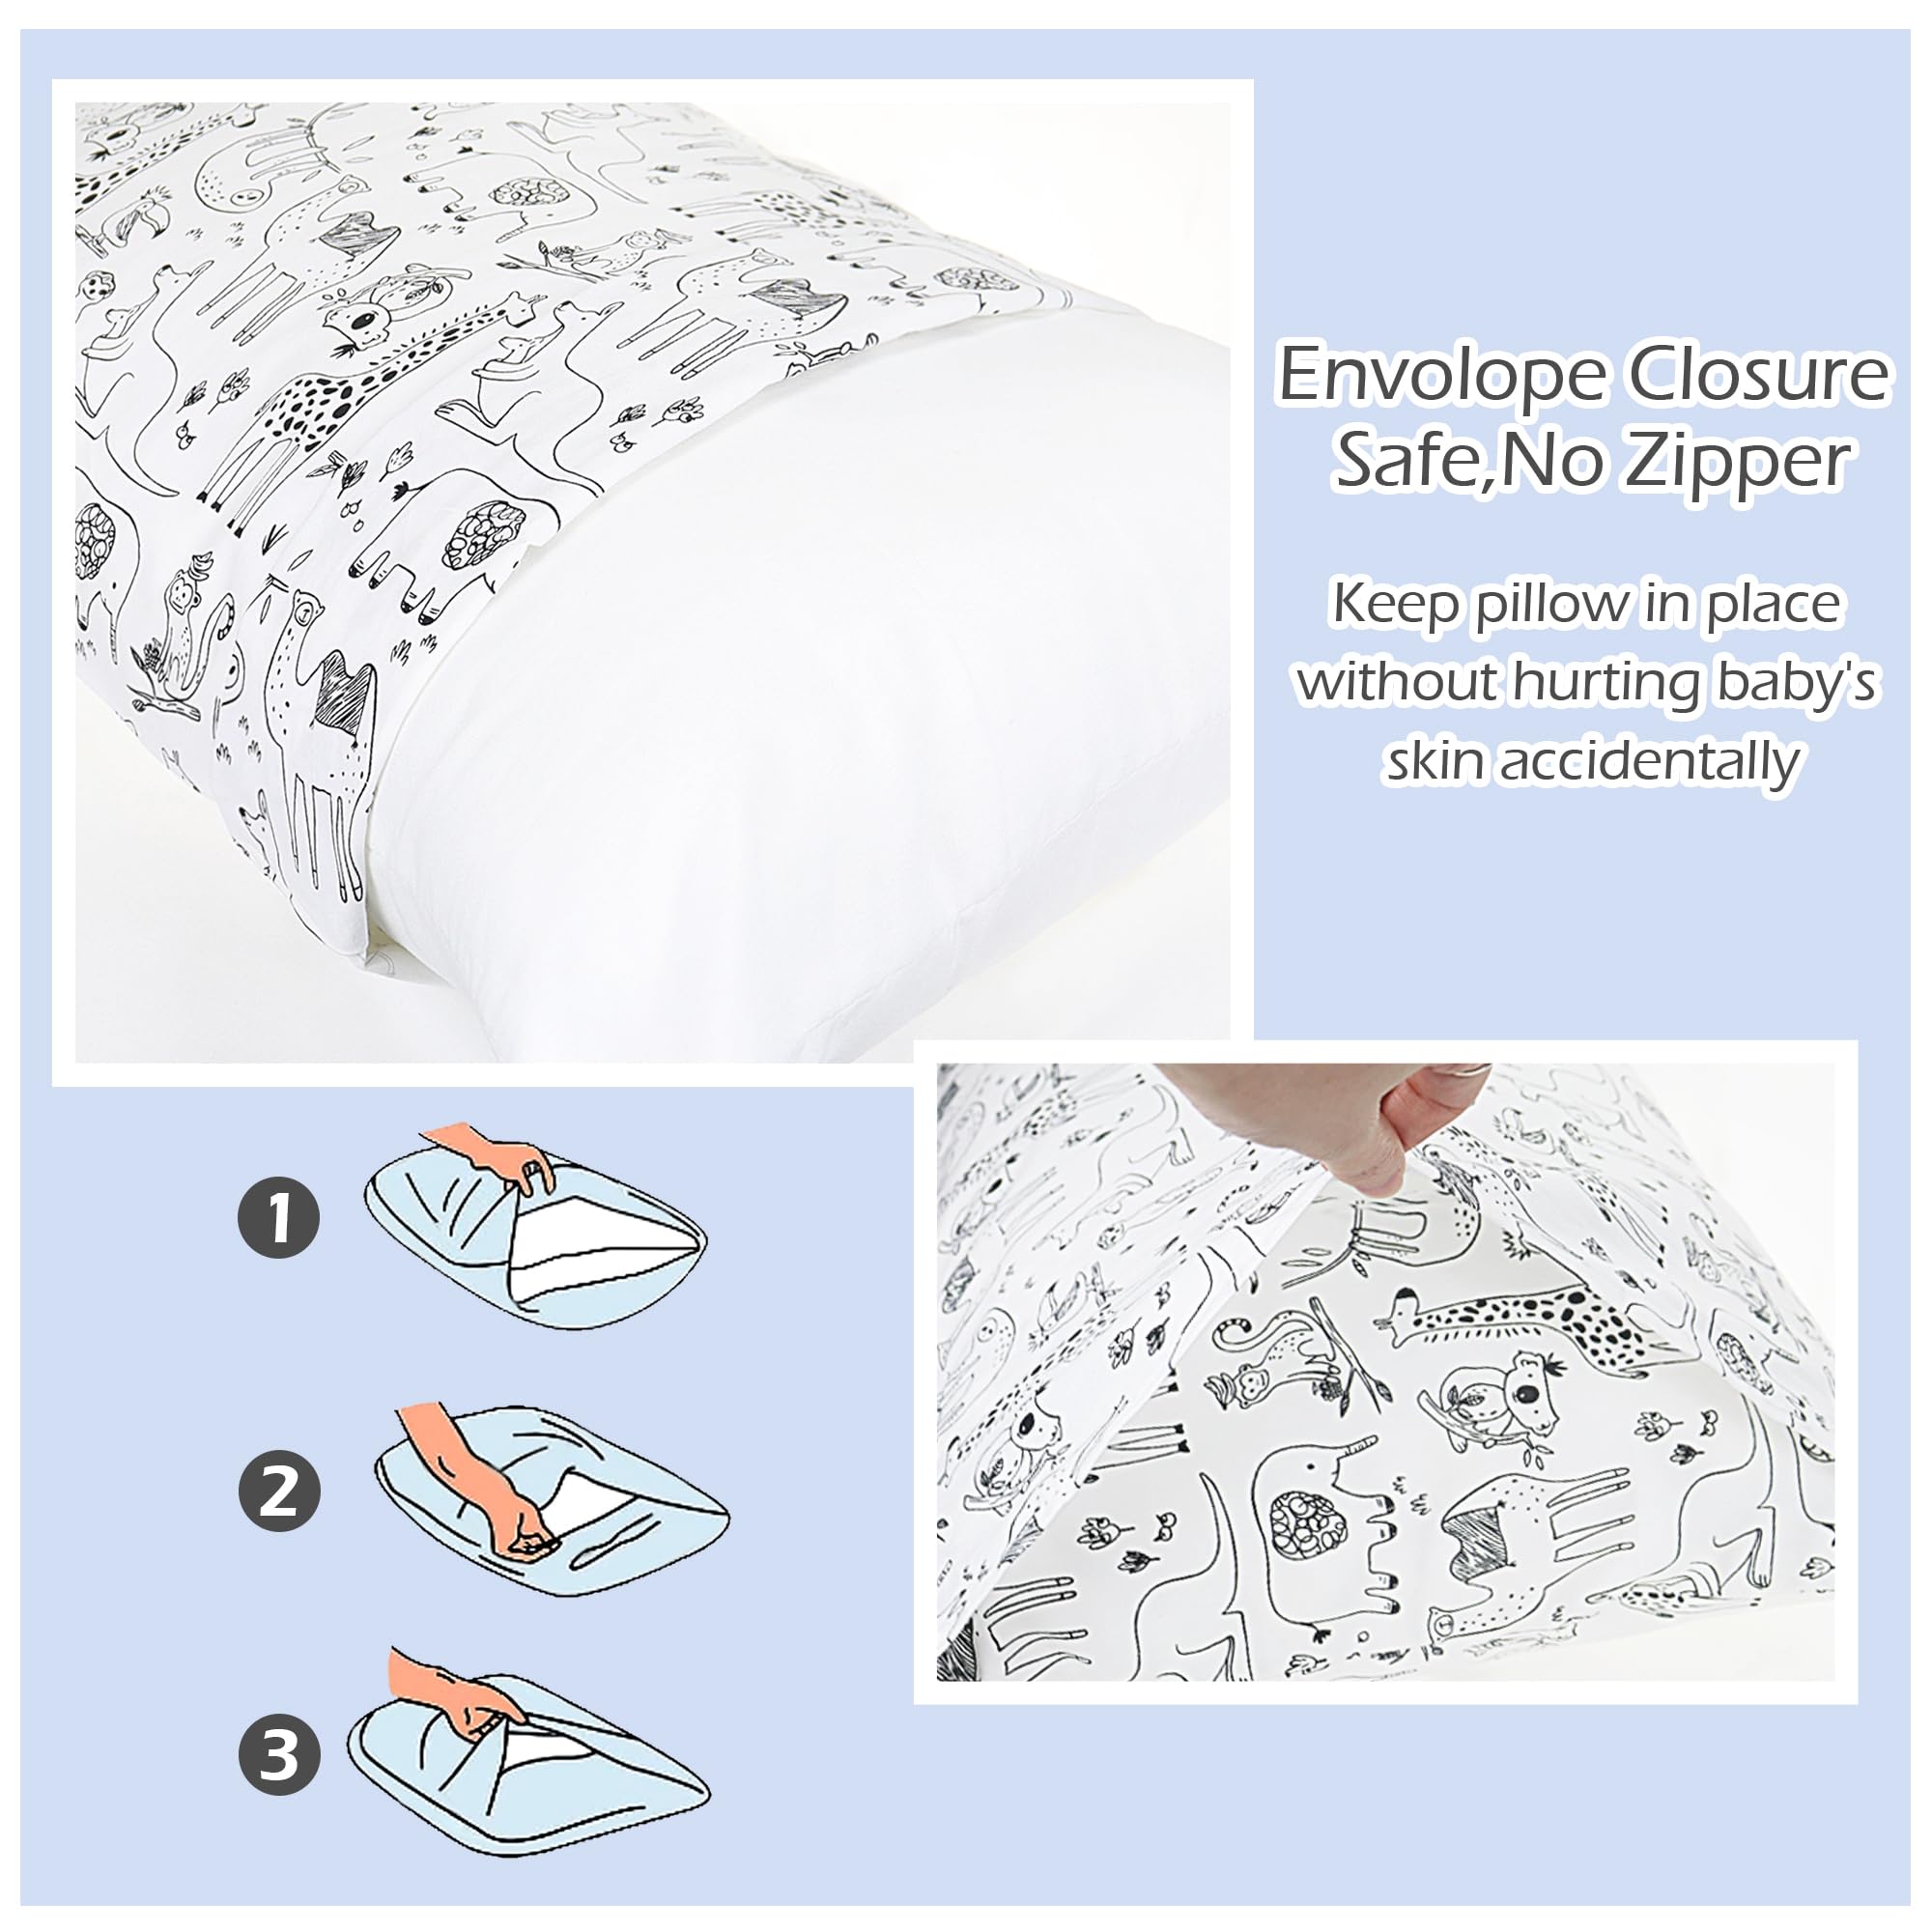 Envolope Closure
Safe,No Zipper
Keep pillow in place
without hurting baby's
skin accidentally
1
2
3